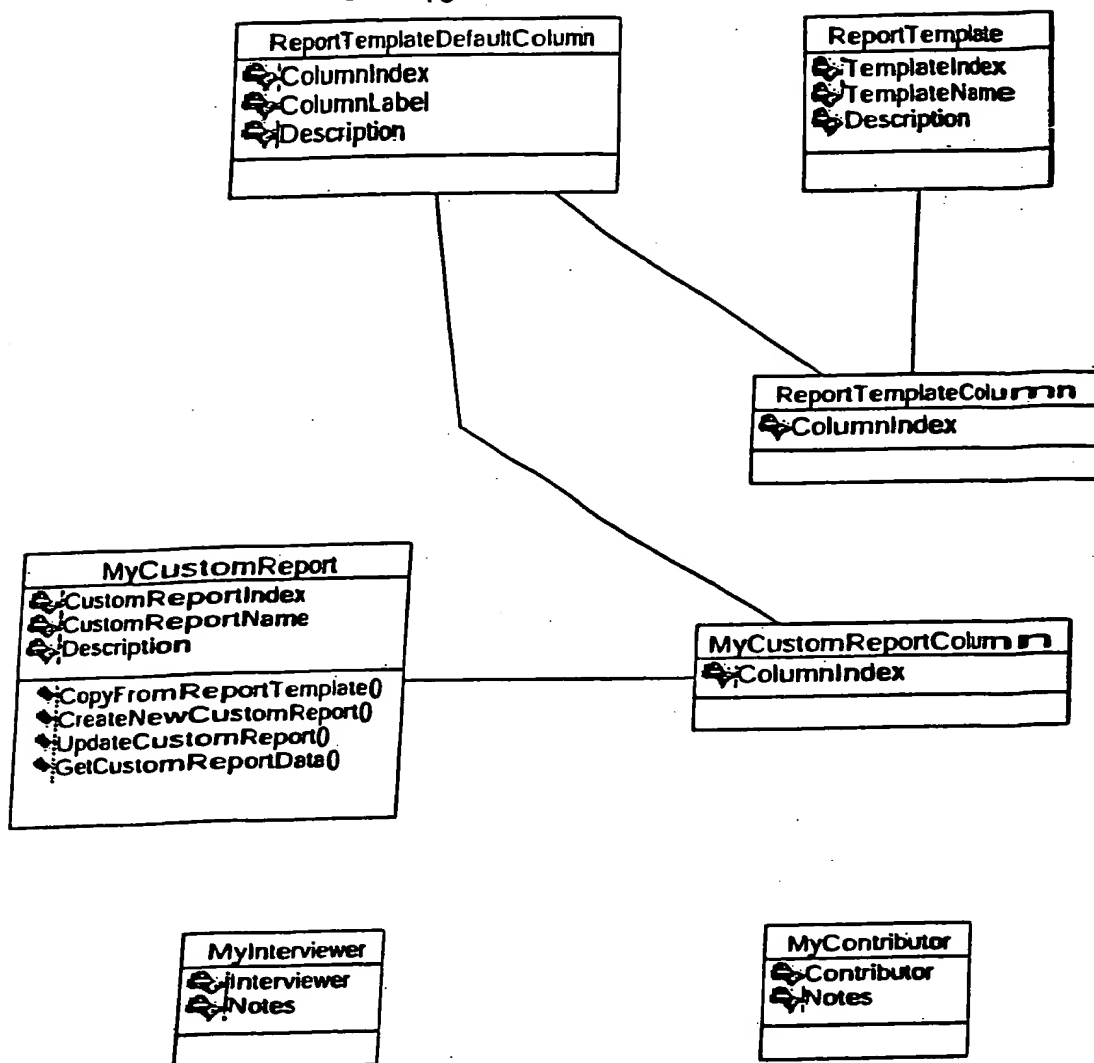 ReportTemplateDefaultColumn
ColumnIndex
ColumnLabel
Description
ReportTemplate
TemplateIndex
TemplateName
Description
ReportTemplateColumn
ColumnIndex
MyCustomReport
CustomReportIndex
CustomReportName
Description
CopyFromReportTemplate()
CreateNewCustomReport()
UpdateCustomReport()
GetCustomReportData()
MyCustomReportColumn
ColumnIndex
MyInterviewer
Interviewer
Notes
MyContributor
Contributor
Notes